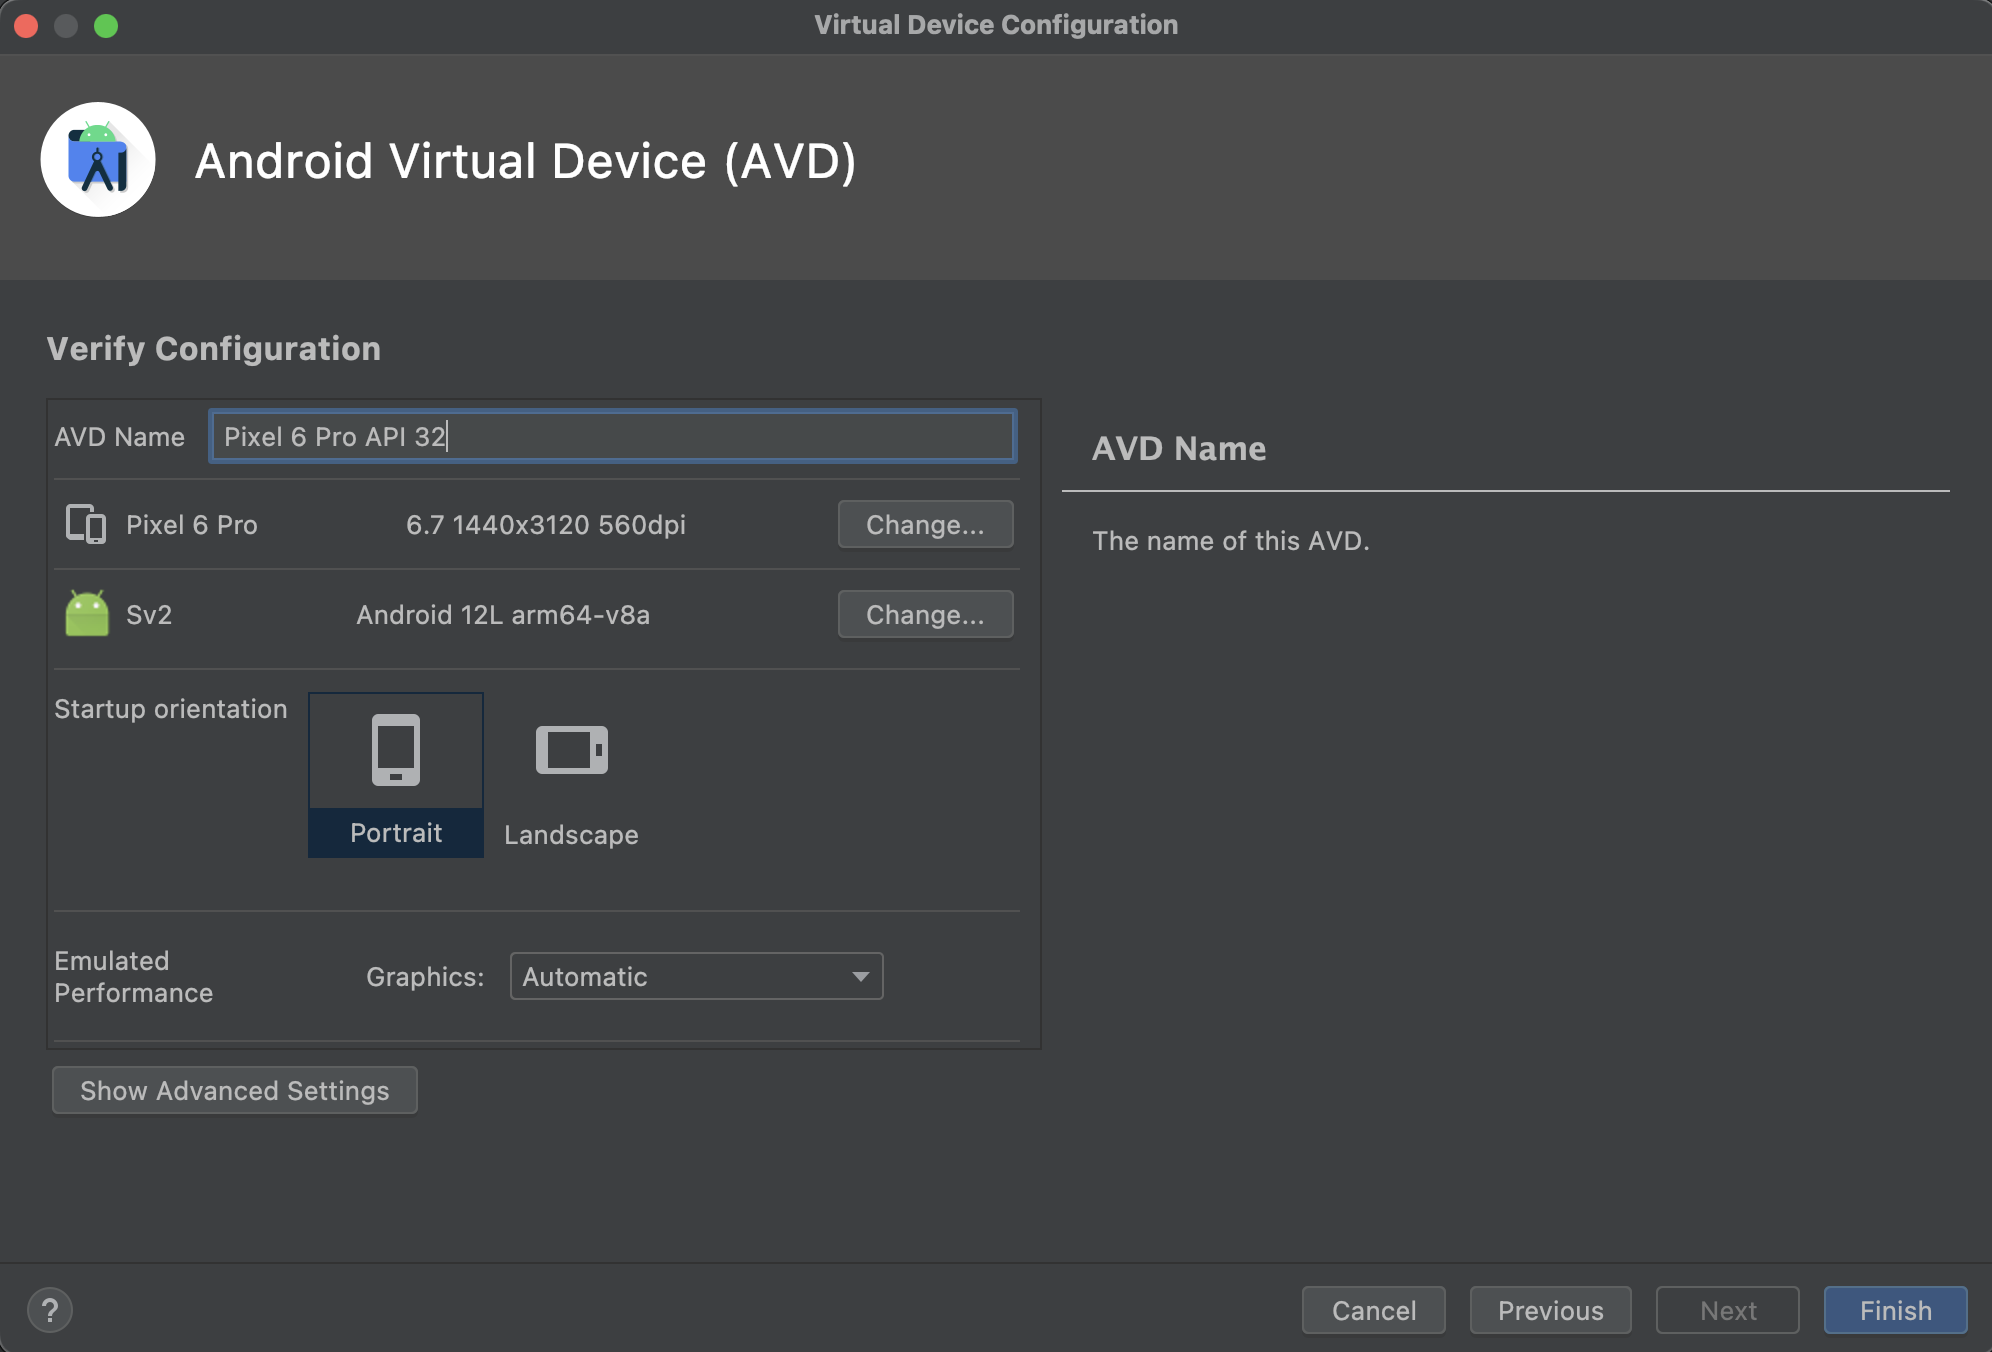 Virtual Device Configuration
Android Virtual Device (AVD)
Verify Configuration
AVD Name
Pixel 6 Pro API 32
Pixel 6 Pro
6.7 1440x3120 560dpi
Change...
Sv2
Android 12L arm64-v8a
Change...
Startup orientation
Portrait
Landscape
Emulated
Performance
Graphics:
Automatic
Show Advanced Settings
AVD Name
The name of this AVD.
?
Cancel
Previous
Next
Finish